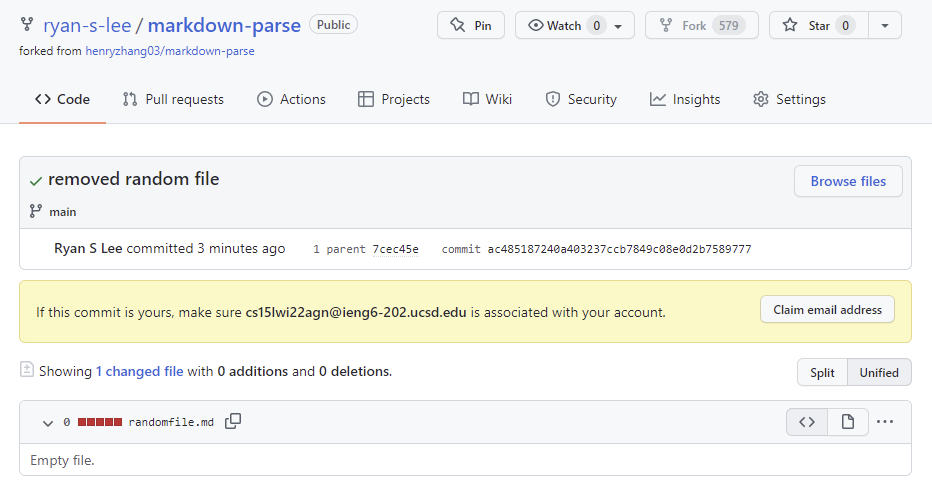 ryan-s-lee / markdown-parse Public Pin Watch 0 Fork 579 Star 0
forked from henryzhang03/markdown-parse
Code Pull requests Actions Projects Wiki Security Insights Settings
removed random file Browse files
main
Ryan S Lee committed 3 minutes ago 1 parent 7cec45e commit ac485187240a403237ccb7849c08e0d2b7589777
If this commit is yours, make sure cs15lwi22agn@ieng6-202.ucsd.edu is associated with your account. Claim email address
Showing 1 changed file with 0 additions and 0 deletions. Split Unified
0 randomfile.md
Empty file.